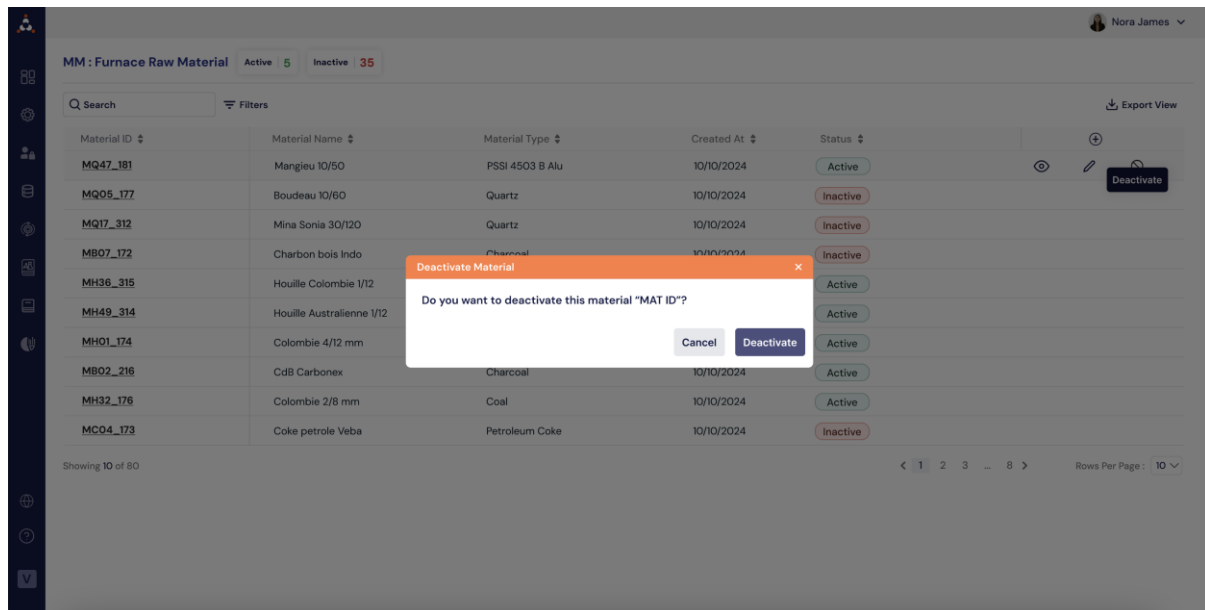 Nora James
MM : Furnace Raw Material Active 5 Inactive 35
Search Filters Export View
Material ID Material Name Material Type Created At Status
MQ47_181 Mangieu 10/50 PSSI 4503 B Alu 10/10/2024 Active
Deactivate
MQ05_177 Boudeau 10/60 Quartz 10/10/2024 Inactive
MQ17_312 Mina Sonia 30/120 Quartz 10/10/2024 Inactive
MB07_172 Charbon bois Indo Charcoal 10/10/2024 Inactive
Deactivate Material
MH36_315 Houille Colombie 1/12 Active
Do you want to deactivate this material “MAT ID”?
MH49_314 Houille Australienne 1/12 Active
MH01_174 Colombie 4/12 mm Cancel Deactivate Active
MB02_216 CdB Carbonex Charcoal 10/10/2024 Active
MH32_176 Colombie 2/8 mm Coal 10/10/2024 Active
MC04_173 Coke petrole Veba Petroleum Coke 10/10/2024 Inactive
Showing 10 of 80 1 2 3 ... 8 Rows Per Page : 10
V